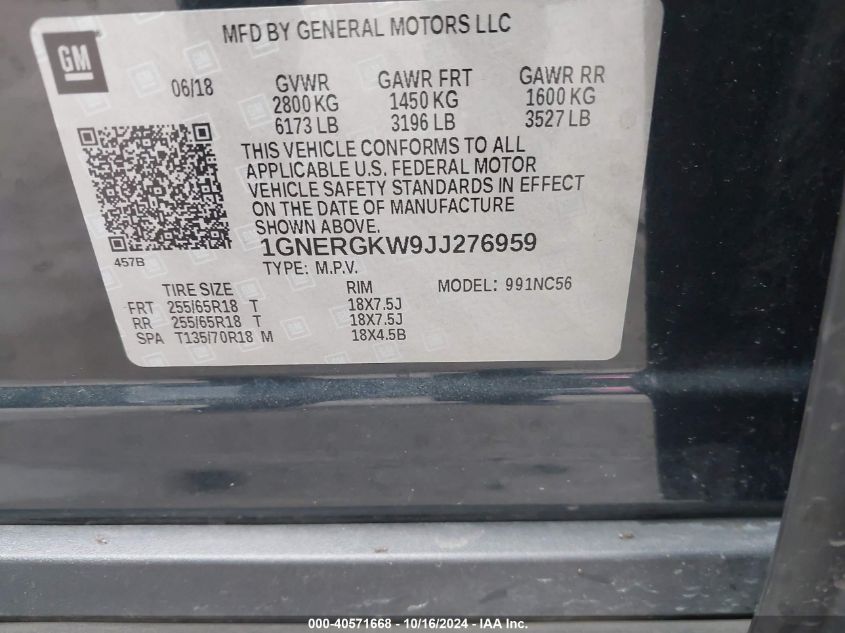 MFD BY GENERAL MOTORS LLC
GM
06/18
GVWR GAWR FRT GAWR RR
2800 KG 1450 KG 1600 KG
6173 LB 3196 LB 3527 LB
THIS VEHICLE CONFORMS TO ALL
APPLICABLE U.S. FEDERAL MOTOR
VEHICLE SAFETY STANDARDS IN EFFECT
ON THE DATE OF MANUFACTURE
SHOWN ABOVE.
457B
1GNERGKW9JJ276959
TYPE: M.P.V. MODEL: 991NC56
TIRE SIZE RIM
FRT 255/65R18 T 18X7.5J
RR 255/65R18 T 18X7.5J
SPA T135/70R18 M 18X4.5B
000-40571668 - 10/16/2024 - IAA Inc.